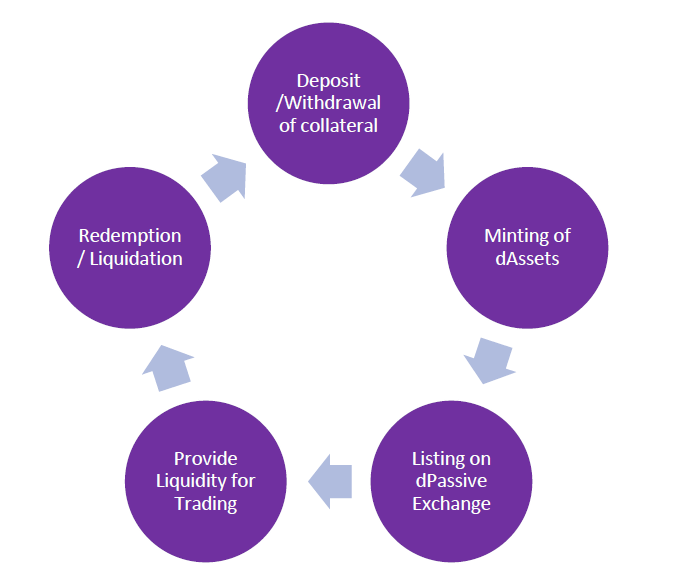 Deposit
/Withdrawal
of collateral
Minting of
dAssets
Listing on
dPassive
Exchange
Provide
Liquidity for
Trading
Redemption
/ Liquidation